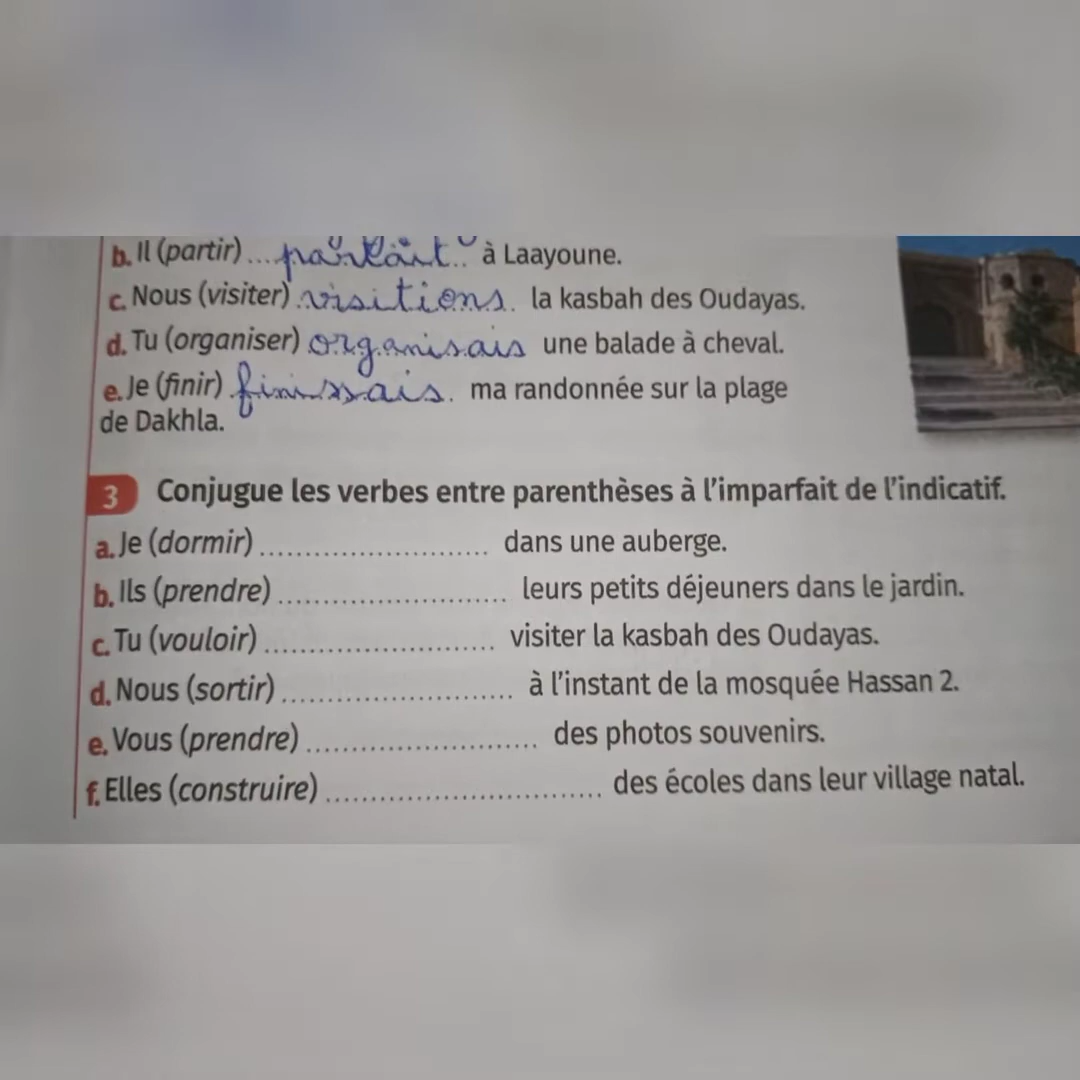 b. Il (partir) ... partait .. à Laayoune.
c. Nous (visiter) visitions. la kasbah des Oudayas.
d. Tu (organiser) organisais une balade à cheval.
e. Je (finir) finissais. ma randonnée sur la plage
de Dakhla.
3 Conjugue les verbes entre parenthèses à l'imparfait de l'indicatif.
a. Je (dormir) ........................ dans une auberge.
b. Ils (prendre) ........................ leurs petits déjeuners dans le jardin.
c. Tu (vouloir) ........................ visiter la kasbah des Oudayas.
d. Nous (sortir) ........................ à l'instant de la mosquée Hassan 2.
e. Vous (prendre) ........................ des photos souvenirs.
f. Elles (construire) ............................ des écoles dans leur village natal.